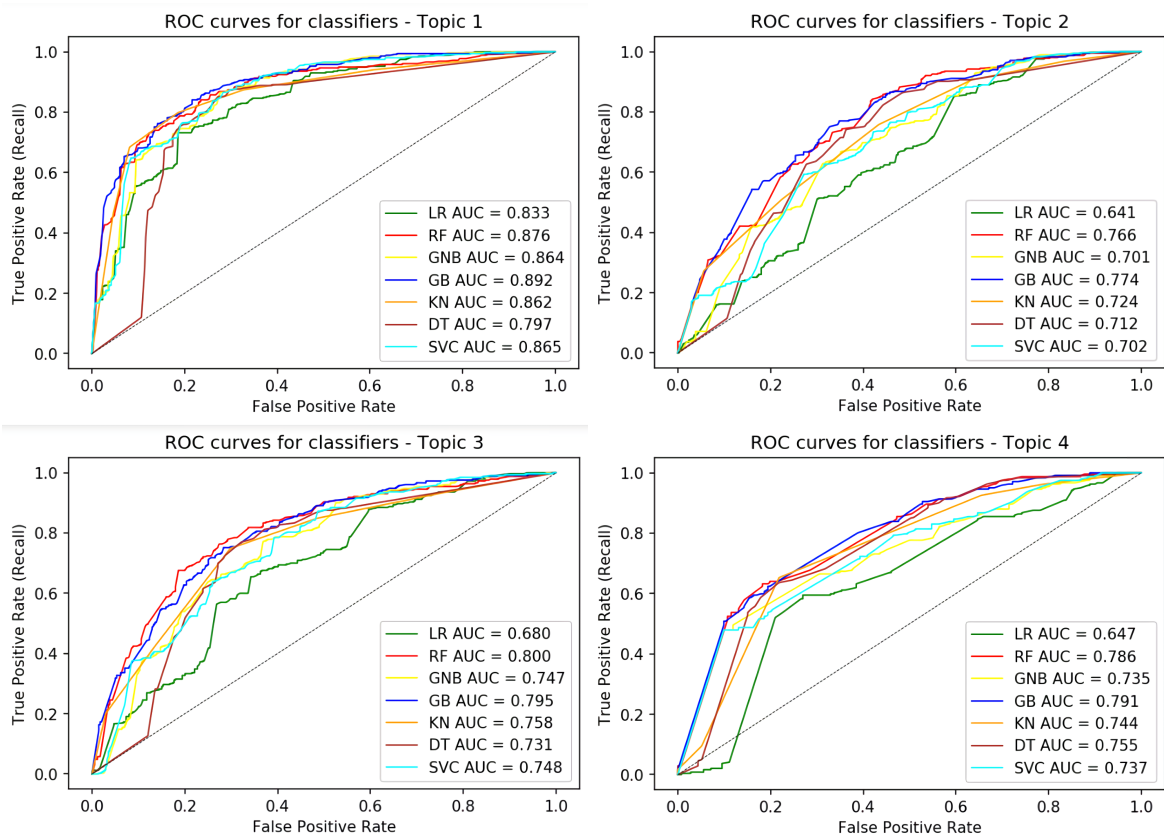 ROC curves for classifiers - Topic 1
True Positive Rate (Recall)
1.0
0.8
0.6
0.4
0.2
0.0
LR AUC = 0.833
RF AUC = 0.876
GNB AUC = 0.864
GB AUC = 0.892
KN AUC = 0.862
DT AUC = 0.797
SVC AUC = 0.865
0.0 0.2 0.4 0.6 0.8 1.0
False Positive Rate
ROC curves for classifiers - Topic 2
True Positive Rate (Recall)
1.0
0.8
0.6
0.4
0.2
0.0
LR AUC = 0.641
RF AUC = 0.766
GNB AUC = 0.701
GB AUC = 0.774
KN AUC = 0.724
DT AUC = 0.712
SVC AUC = 0.702
0.0 0.2 0.4 0.6 0.8 1.0
False Positive Rate
ROC curves for classifiers - Topic 3
True Positive Rate (Recall)
1.0
0.8
0.6
0.4
0.2
0.0
LR AUC = 0.680
RF AUC = 0.800
GNB AUC = 0.747
GB AUC = 0.795
KN AUC = 0.758
DT AUC = 0.731
SVC AUC = 0.748
0.0 0.2 0.4 0.6 0.8 1.0
False Positive Rate
ROC curves for classifiers - Topic 4
True Positive Rate (Recall)
1.0
0.8
0.6
0.4
0.2
0.0
LR AUC = 0.647
RF AUC = 0.786
GNB AUC = 0.735
GB AUC = 0.791
KN AUC = 0.744
DT AUC = 0.755
SVC AUC = 0.737
0.0 0.2 0.4 0.6 0.8 1.0
False Positive Rate